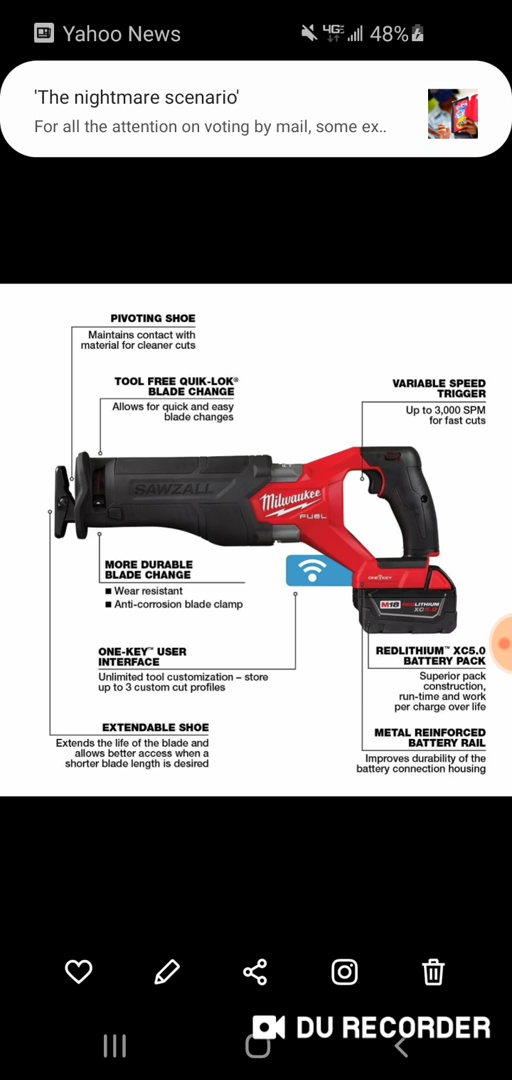 Yahoo News
4GE 48%
'The nightmare scenario'
For all the attention on voting by mail, some ex..
PIVOTING SHOE
Maintains contact with
material for cleaner cuts
TOOL FREE QUIK-LOK®
BLADE CHANGE
Allows for quick and easy
blade changes
VARIABLE SPEED
TRIGGER
Up to 3,000 SPM
for fast cuts
SAWZALL
Milwaukee
FUEL
ONE-KEY
M18 REDLITHIUM
XC5.0
MORE DURABLE
BLADE CHANGE
■ Wear resistant
■ Anti-corrosion blade clamp
ONE-KEY™ USER
INTERFACE
Unlimited tool customization – store
up to 3 custom cut profiles
REDLITHIUM™ XC5.0
BATTERY PACK
Superior pack
construction,
run-time and work
per charge over life
EXTENDABLE SHOE
Extends the life of the blade and
allows better access when a
shorter blade length is desired
METAL REINFORCED
BATTERY RAIL
Improves durability of the
battery connection housing
DU RECORDER